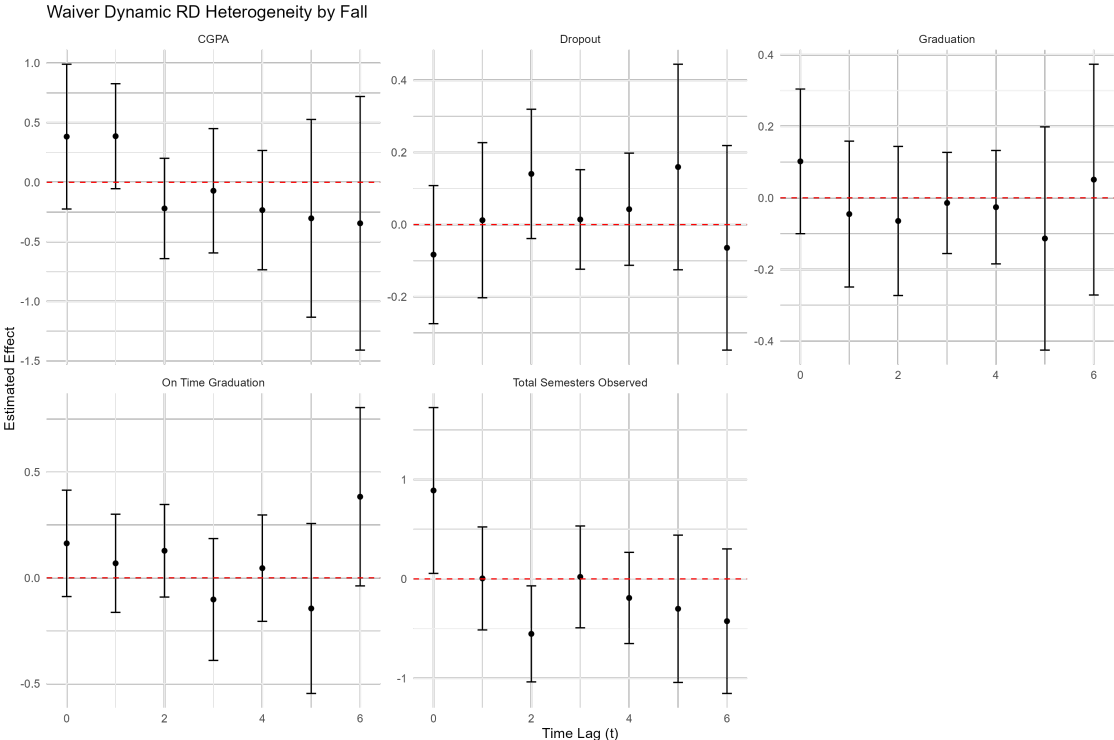 Waiver Dynamic RD Heterogeneity by Fall
CGPA
Dropout
Graduation
1.0
0.5
0.0
-0.5
-1.0
-1.5
0.4
0.2
0.0
-0.2
0.4
0.2
0.0
-0.2
-0.4
0 2 4 6
Estimated Effect
On Time Graduation
Total Semesters Observed
0.5
0.0
-0.5
0 2 4 6
1
0
-1
0 2 4 6
Time Lag (t)